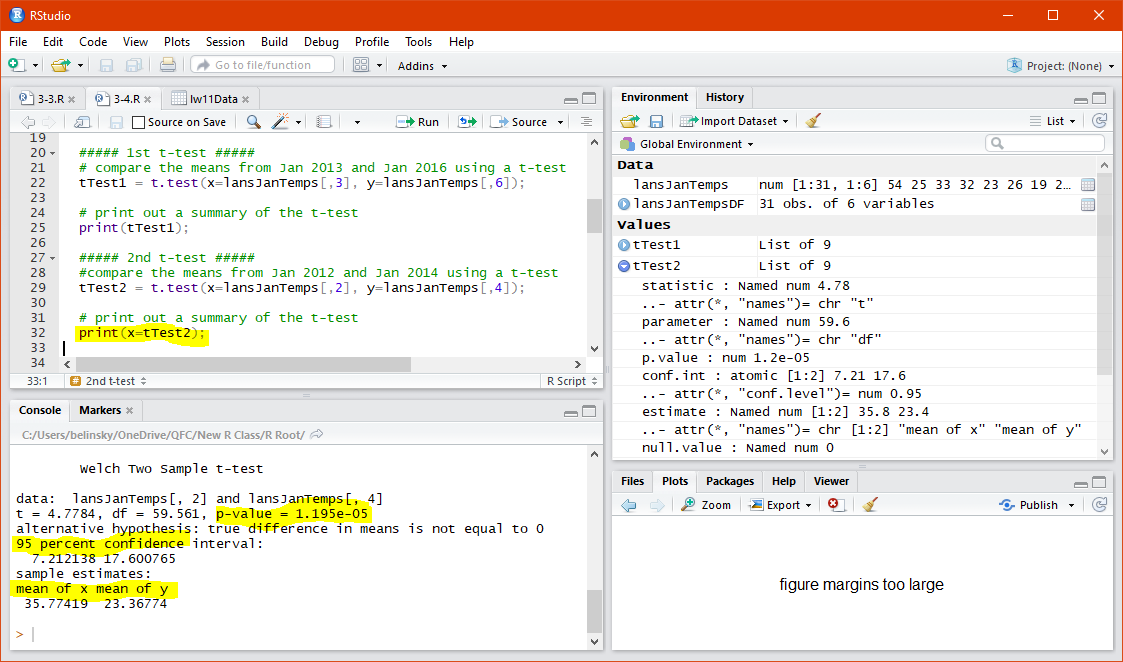 RStudio
File Edit Code View Plots Session Build Debug Profile Tools Help
Go to file/function Addins Project: (None)
3-3.R 3-4.R lw11Data
Source on Save Run Source
19
20 ##### 1st t-test #####
21 # compare the means from Jan 2013 and Jan 2016 using a t-test
22 tTest1 = t.test(x=lansJanTemps[,3], y=lansJanTemps[,6]);
23
24 # print out a summary of the t-test
25 print(tTest1);
26
27 ##### 2nd t-test #####
28 #compare the means from Jan 2012 and Jan 2014 using a t-test
29 tTest2 = t.test(x=lansJanTemps[,2], y=lansJanTemps[,4]);
30
31 # print out a summary of the t-test
32 print(x=tTest2);
33
34
33:1 # 2nd t-test R Script
Console Markers
C:/Users/belinsky/OneDrive/QFC/New R Class/R Root/
Welch Two Sample t-test
data: lansJanTemps[, 2] and lansJanTemps[, 4]
t = 4.7784, df = 59.561, p-value = 1.195e-05
alternative hypothesis: true difference in means is not equal to 0
95 percent confidence interval:
7.212138 17.600765
sample estimates:
mean of x mean of y
35.77419 23.36774
>
Environment History
Import Dataset List
Global Environment
Data
lansJanTemps num [1:31, 1:6] 54 25 33 32 23 26 19 2…
lansJanTempsDF 31 obs. of 6 variables
Values
tTest1 List of 9
tTest2 List of 9
statistic : Named num 4.78
..- attr(*, "names")= chr "t"
parameter : Named num 59.6
..- attr(*, "names")= chr "df"
p.value : num 1.2e-05
conf.int : atomic [1:2] 7.21 17.6
..- attr(*, "conf.level")= num 0.95
estimate : Named num [1:2] 35.8 23.4
..- attr(*, "names")= chr [1:2] "mean of x" "mean of y"
null.value : Named num 0
Files Plots Packages Help Viewer
Zoom Export Publish
figure margins too large